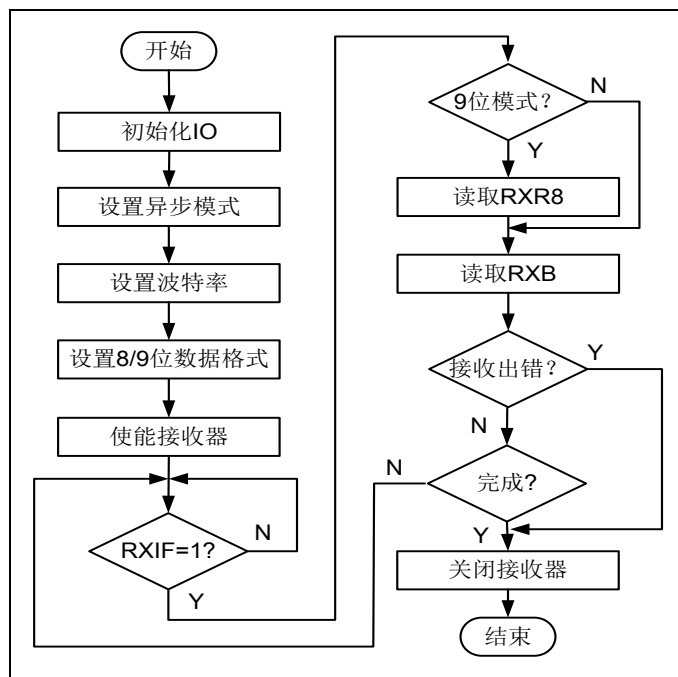 开始
初始化IO
设置异步模式
设置波特率
设置8/9位数据格式
使能接收器
RXIF=1?
N
Y
9位模式?
N
Y
读取RXR8
读取RXB
接收出错?
Y
N
完成?
N
Y
关闭接收器
结束